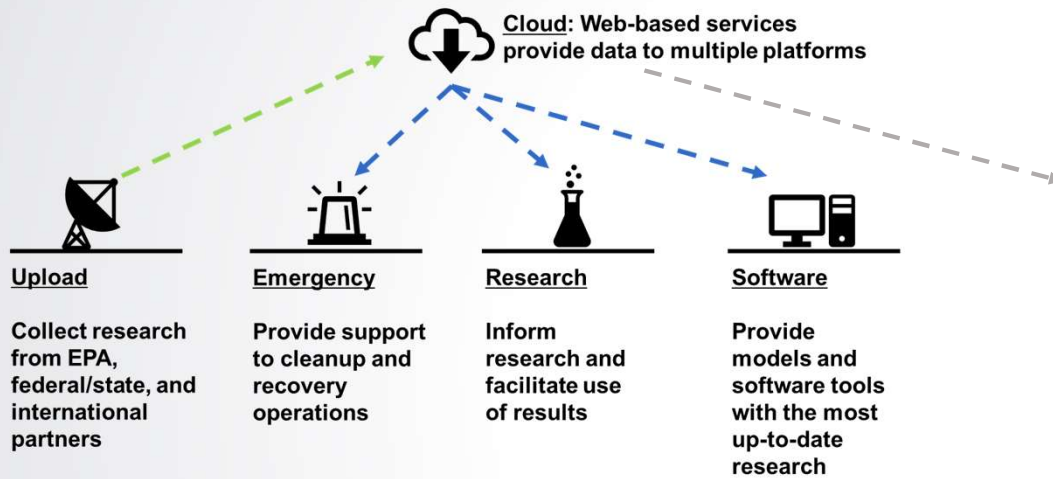 Cloud: Web-based services
provide data to multiple platforms
Upload
Collect research
from EPA,
federal/state, and
international
partners
Emergency
Provide support
to cleanup and
recovery
operations
Research
Inform
research and
facilitate use
of results
Software
Provide
models and
software tools
with the most
up-to-date
research